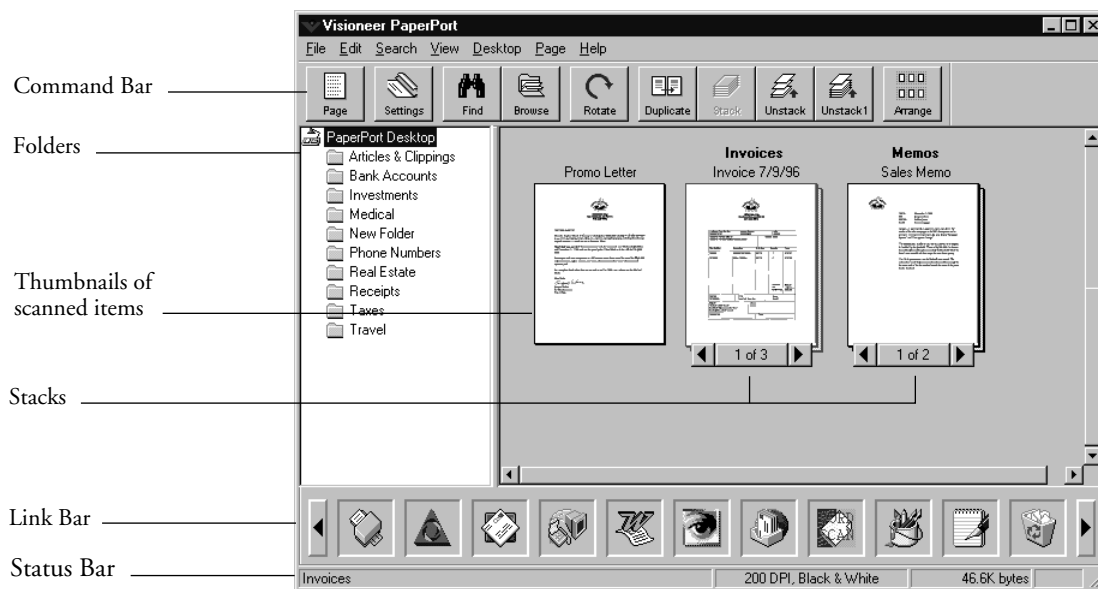 Visioneer PaperPort
File Edit Search View Desktop Page Help
Command Bar
Page Settings Find Browse Rotate Duplicate Stack Unstack Unstack1 Arrange
Folders
PaperPort Desktop
Articles & Clippings
Bank Accounts
Investments
Medical
New Folder
Phone Numbers
Real Estate
Receipts
Taxes
Travel
Promo Letter
Invoices
Invoice 7/9/96
Memos
Sales Memo
Thumbnails of
scanned items
1 of 3
1 of 2
Stacks
Link Bar
Status Bar
Invoices
200 DPI, Black & White
46.6K bytes